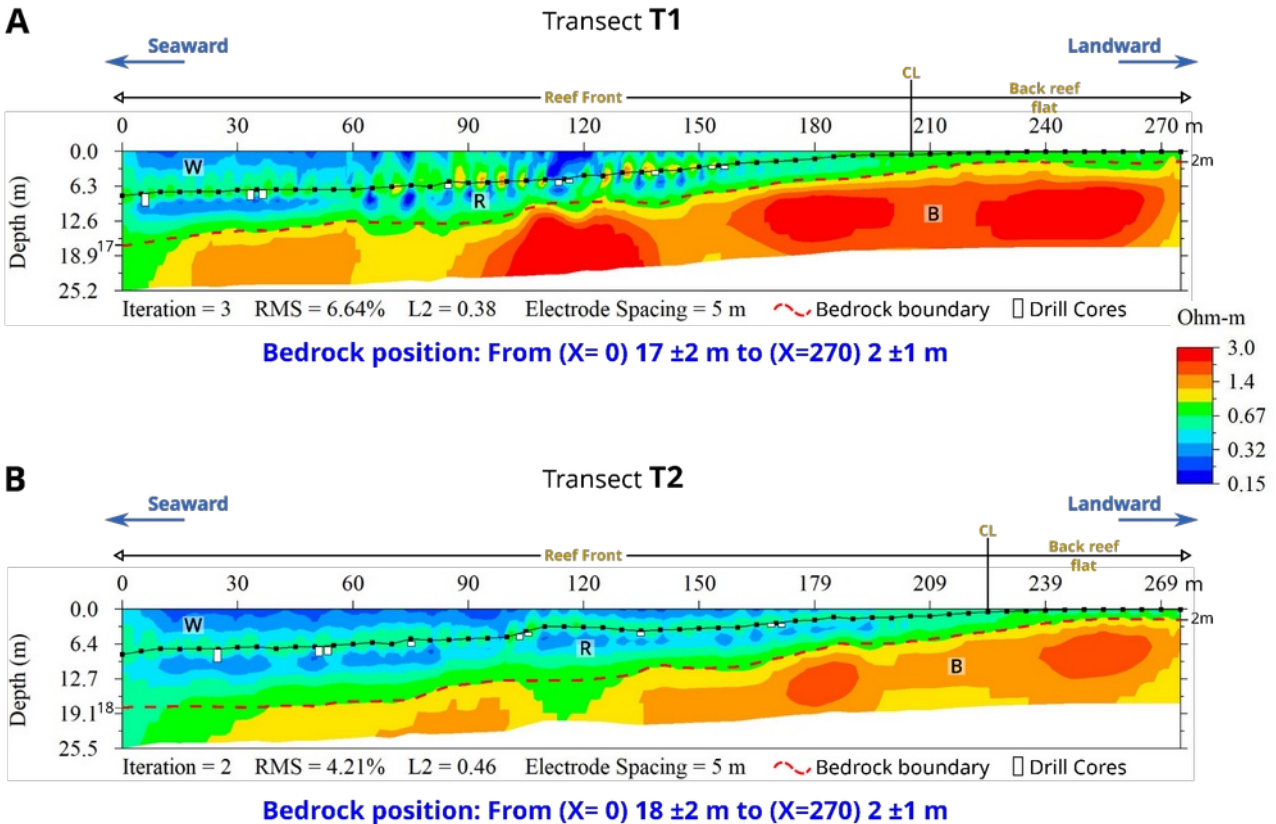 A
Transect T1
Seaward
Landward
CL
Reef Front
Back reef flat
0 30 60 90 120 150 180 210 240 270 m
0.0
6.3
12.6
18.9
25.2
17
2m
Depth (m)
W
R
B
Iteration = 3 RMS = 6.64% L2 = 0.38 Electrode Spacing = 5 m Bedrock boundary Drill Cores
Bedrock position: From (X= 0) 17 ±2 m to (X=270) 2 ±1 m
Ohm-m
3.0
1.4
0.67
0.32
0.15
B
Transect T2
Seaward
Landward
CL
Reef Front
Back reef flat
0 30 60 90 120 150 179 209 239 269 m
0.0
6.4
12.7
19.1
25.5
18
2m
Depth (m)
W
R
B
Iteration = 2 RMS = 4.21% L2 = 0.46 Electrode Spacing = 5 m Bedrock boundary Drill Cores
Bedrock position: From (X= 0) 18 ±2 m to (X=270) 2 ±1 m